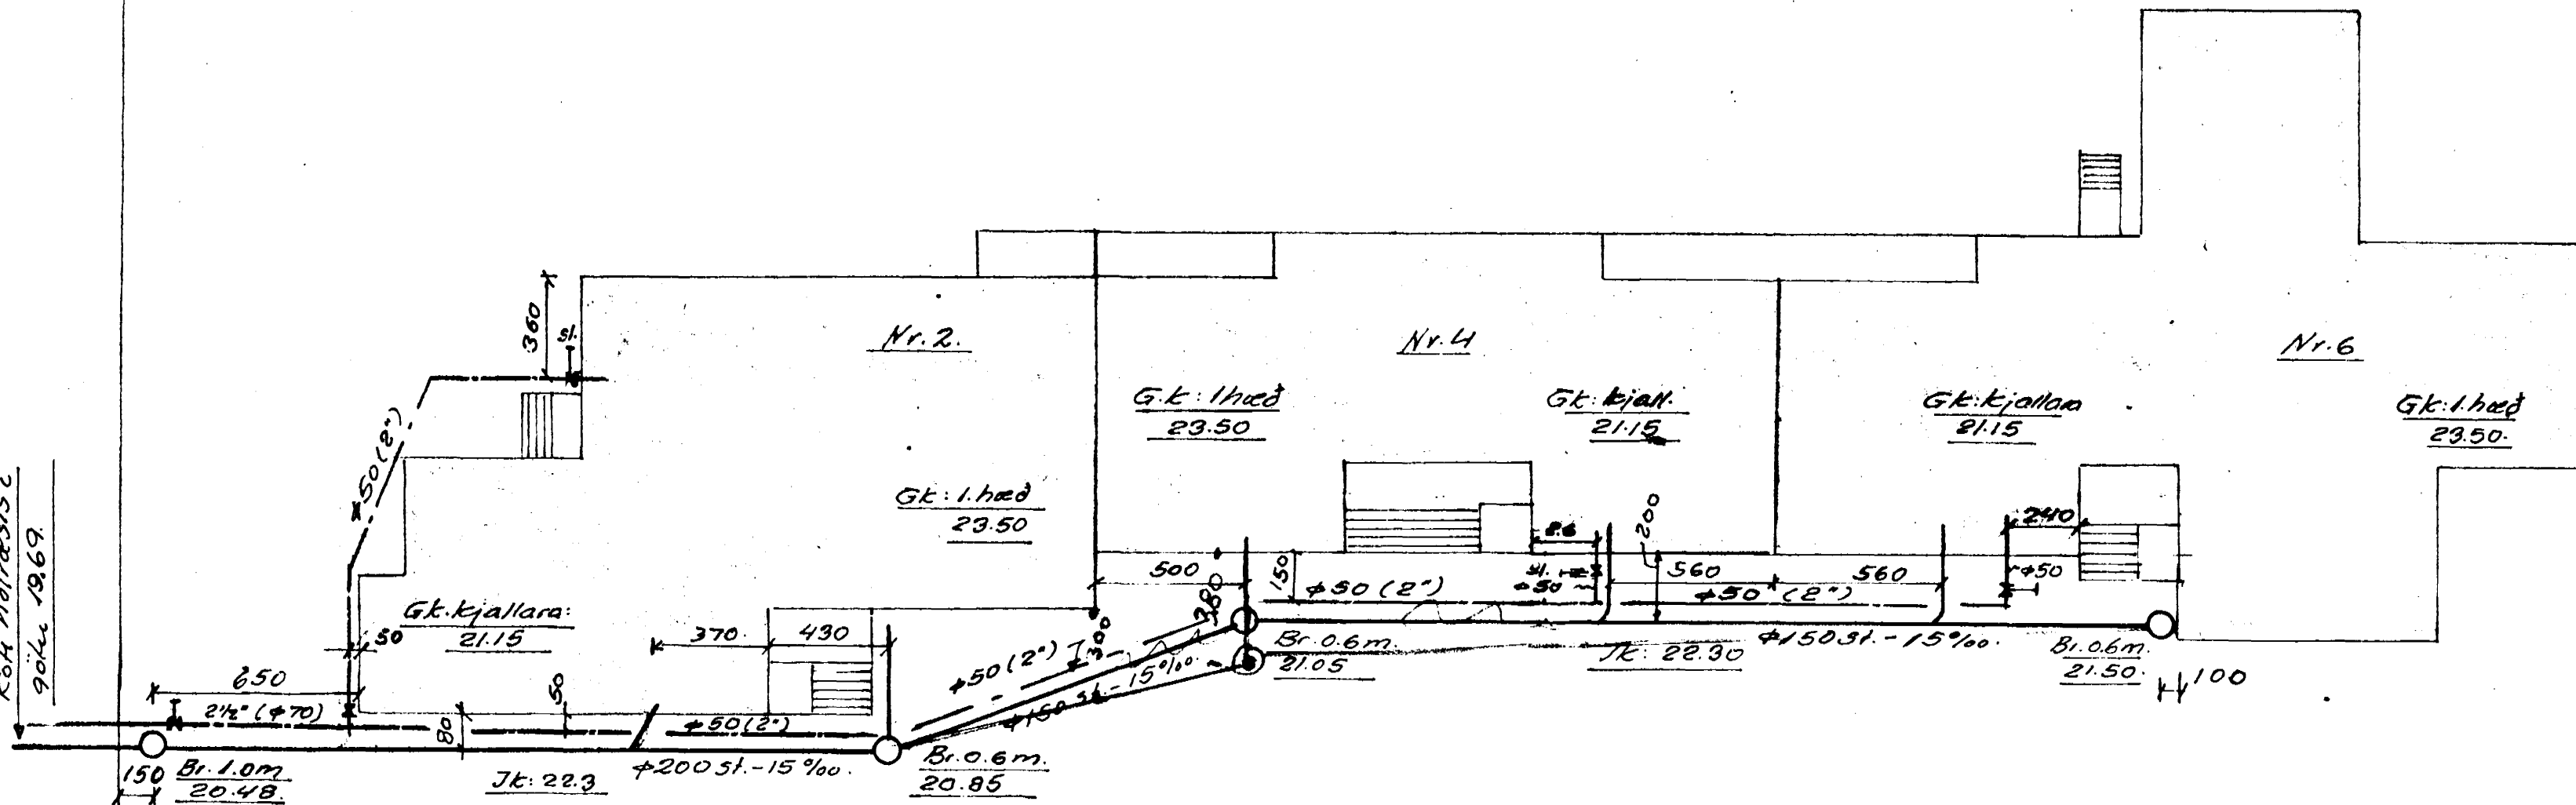 Nr. 2.
Nr. 4
Nr. 6
360
sl.
G.k: 1 hæð
23.50
Gk: kjall.
21.15
Gk: kjallara
21.15
Gk: 1. hæð
23.50.
50 (2")
Gk: 1. hæð
23.50
göhu 19.69.
200
240
500
150
φ50 (2")
sl.
φ50
560
560
φ50 (2")
φ50
Gk. kjallara:
21.15
50
370.
430
φ50 (2")
300
380
Br. 0.6 m.
21.05
Jk: 22.30
φ150 st. - 15 ‰.
Br. 0.6 m.
21.50.
100
650
2½" (φ70)
80
50
φ50 (2")
φ150 st. - 15 ‰
150
Br. 1.0 m
20.48.
Jk: 22.3
φ200 st. - 15 ‰.
Br. 0.6 m.
20.85